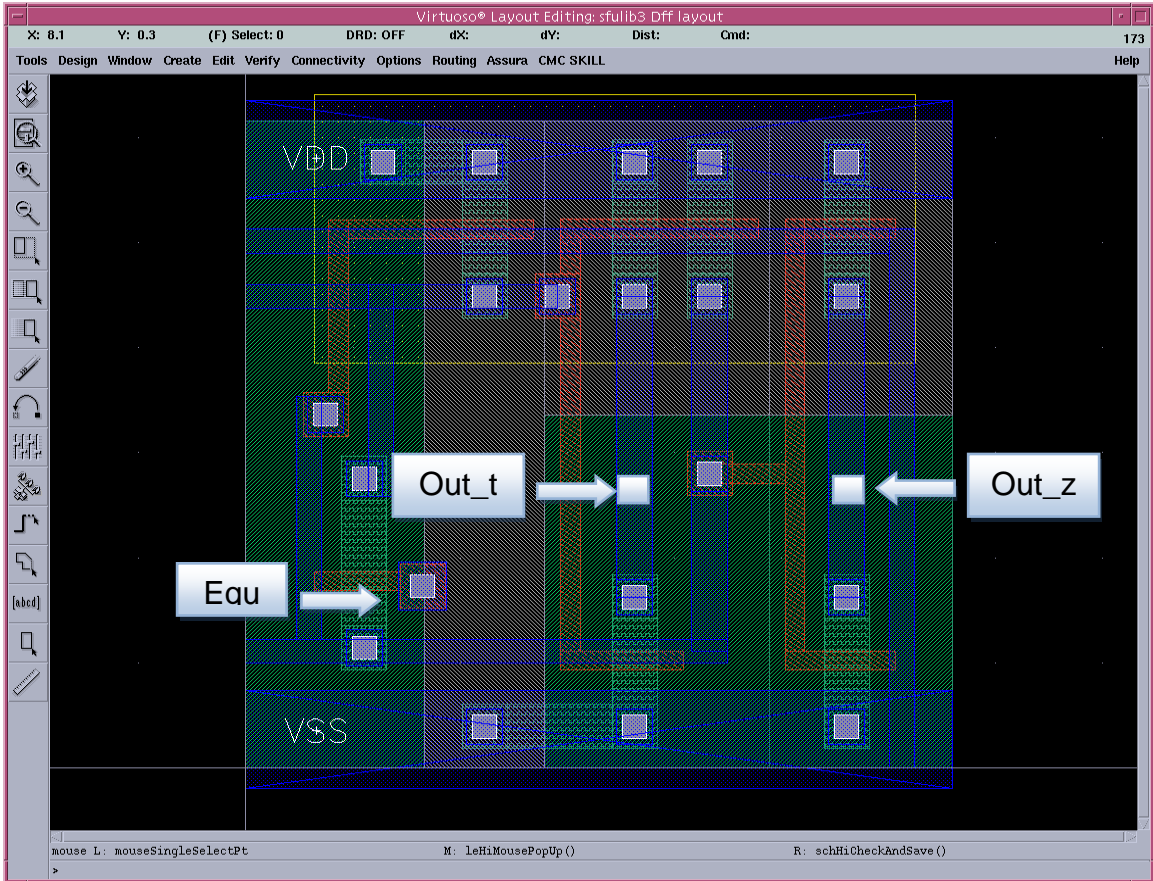 Virtuoso® Layout Editing: sfulib3 Dff layout
X: 8.1 Y: 0.3 (F) Select: 0 DRD: OFF dX: dY: Dist: Cmd: 173
Tools Design Window Create Edit Verify Connectivity Options Routing Assura CMC SKILL Help
VDD
[abcd]
Out_t
Out_z
Equ
VSS
mouse L: mouseSingleSelectPt M: leHiMousePopUp() R: schHiCheckAndSave()
>